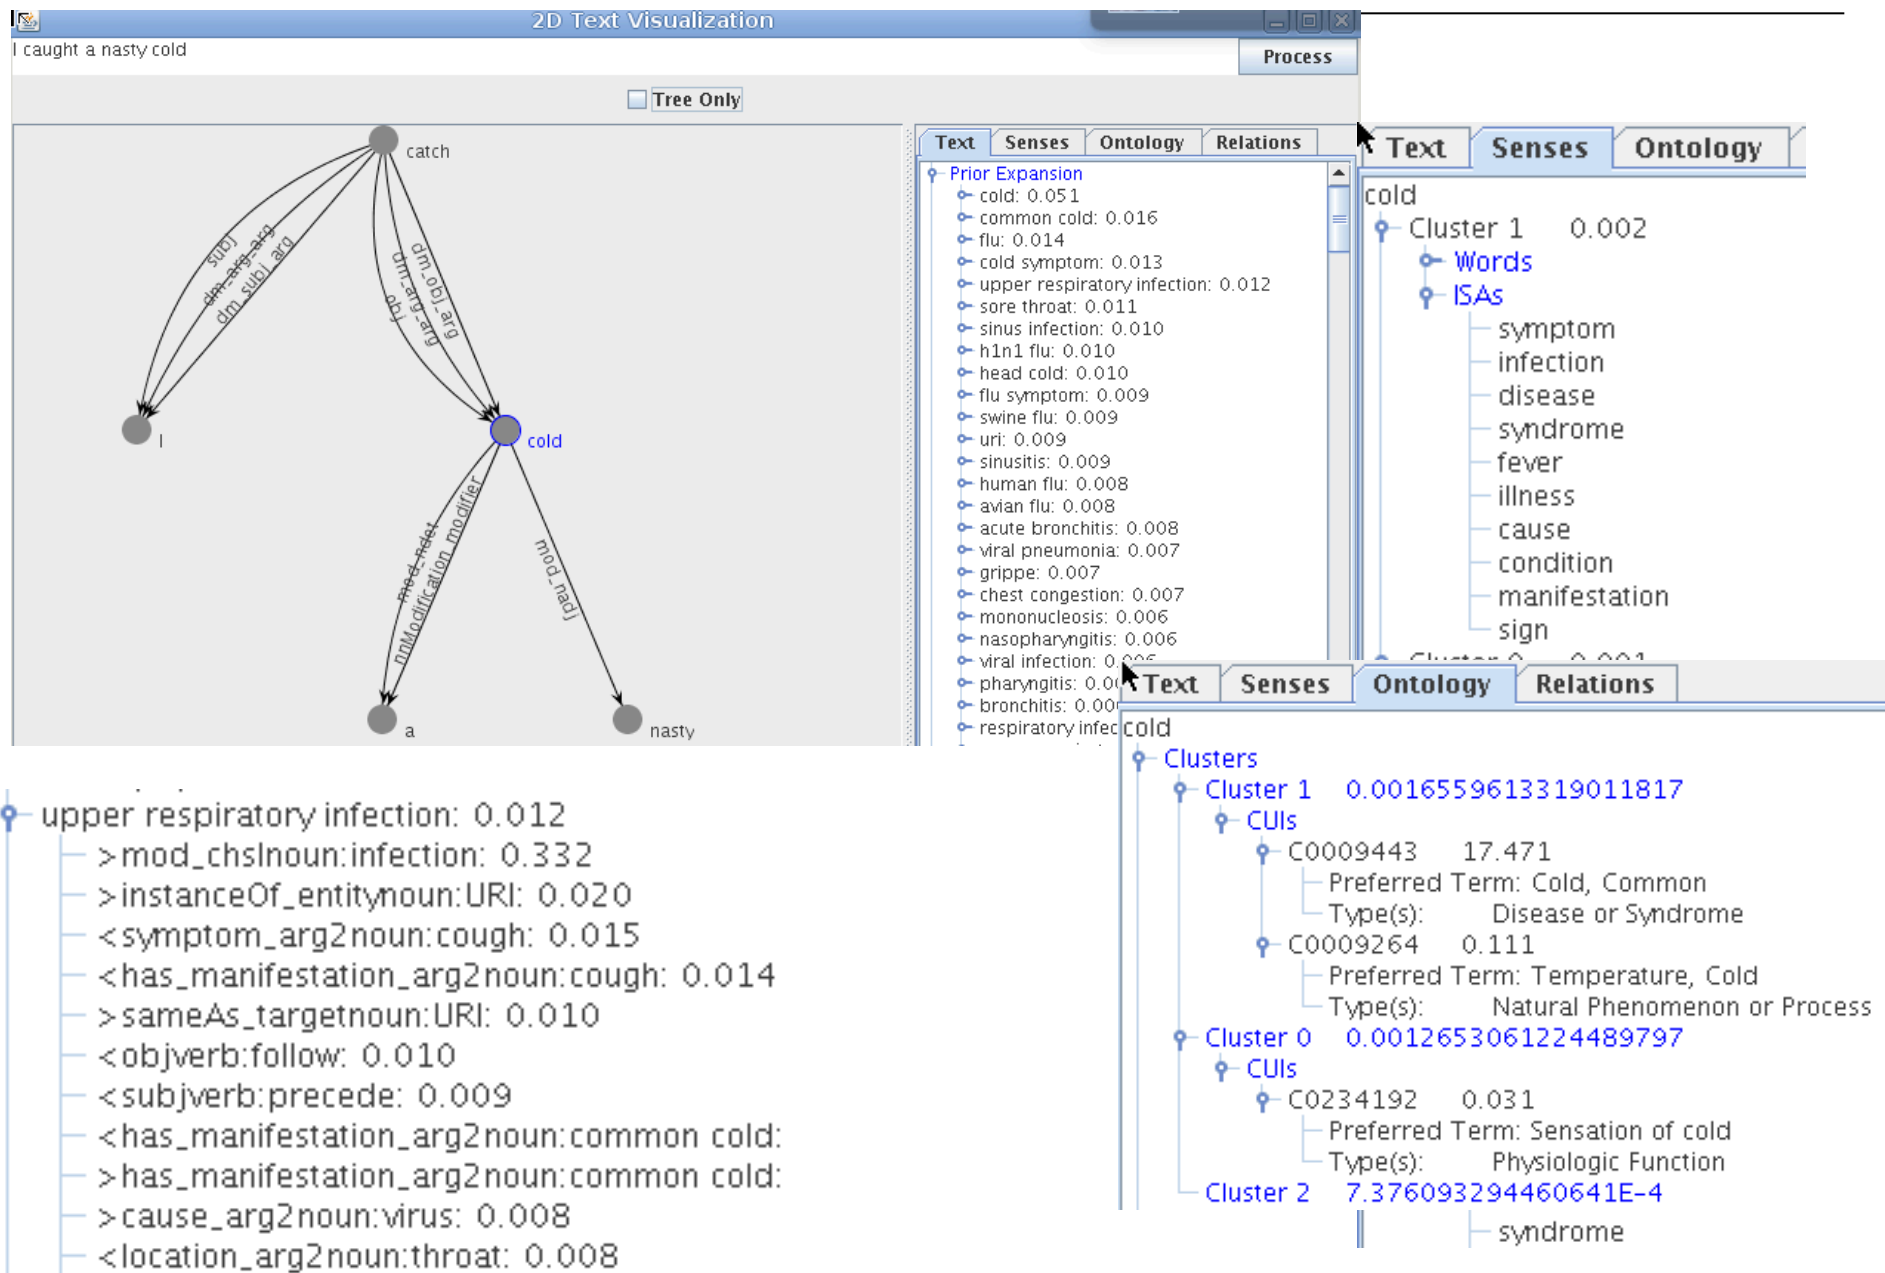 2D Text Visualization
I caught a nasty cold
Process
Tree Only
catch
subj
dm_arg_arg
dm_subj_arg
dm_obj_arg
dm_arg_arg
obj
I
cold
mod_ndet
nnModification_modifier
mod_nadj
a
nasty
Text Senses Ontology Relations
Prior Expansion
cold: 0.051
common cold: 0.016
flu: 0.014
cold symptom: 0.013
upper respiratory infection: 0.012
sore throat: 0.011
sinus infection: 0.010
h1n1 flu: 0.010
head cold: 0.010
flu symptom: 0.009
swine flu: 0.009
uri: 0.009
sinusitis: 0.009
human flu: 0.008
avian flu: 0.008
acute bronchitis: 0.008
viral pneumonia: 0.007
grippe: 0.007
chest congestion: 0.007
mononucleosis: 0.006
nasopharyngitis: 0.006
viral infection: 0.006
pharyngitis: 0.00
bronchitis: 0.00
respiratory infec
Text Senses Ontology
cold
Cluster 1 0.002
Words
ISAs
symptom
infection
disease
syndrome
fever
illness
cause
condition
manifestation
sign
Cluster 0 0.001
Text Senses Ontology Relations
cold
Clusters
Cluster 1 0.0016559613319011817
CUIs
C0009443 17.471
Preferred Term: Cold, Common
Type(s): Disease or Syndrome
C0009264 0.111
Preferred Term: Temperature, Cold
Type(s): Natural Phenomenon or Process
Cluster 0 0.0012653061224489797
CUIs
C0234192 0.031
Preferred Term: Sensation of cold
Type(s): Physiologic Function
Cluster 2 7.376093294460641E-4
syndrome
upper respiratory infection: 0.012
>mod_chslnoun:infection: 0.332
>instanceOf_entitynoun:URI: 0.020
<symptom_arg2noun:cough: 0.015
<has_manifestation_arg2noun:cough: 0.014
>sameAs_targetnoun:URI: 0.010
<objverb:follow: 0.010
<subjverb:precede: 0.009
<has_manifestation_arg2noun:common cold:
>has_manifestation_arg2noun:common cold:
>cause_arg2noun:virus: 0.008
<location_arg2noun:throat: 0.008